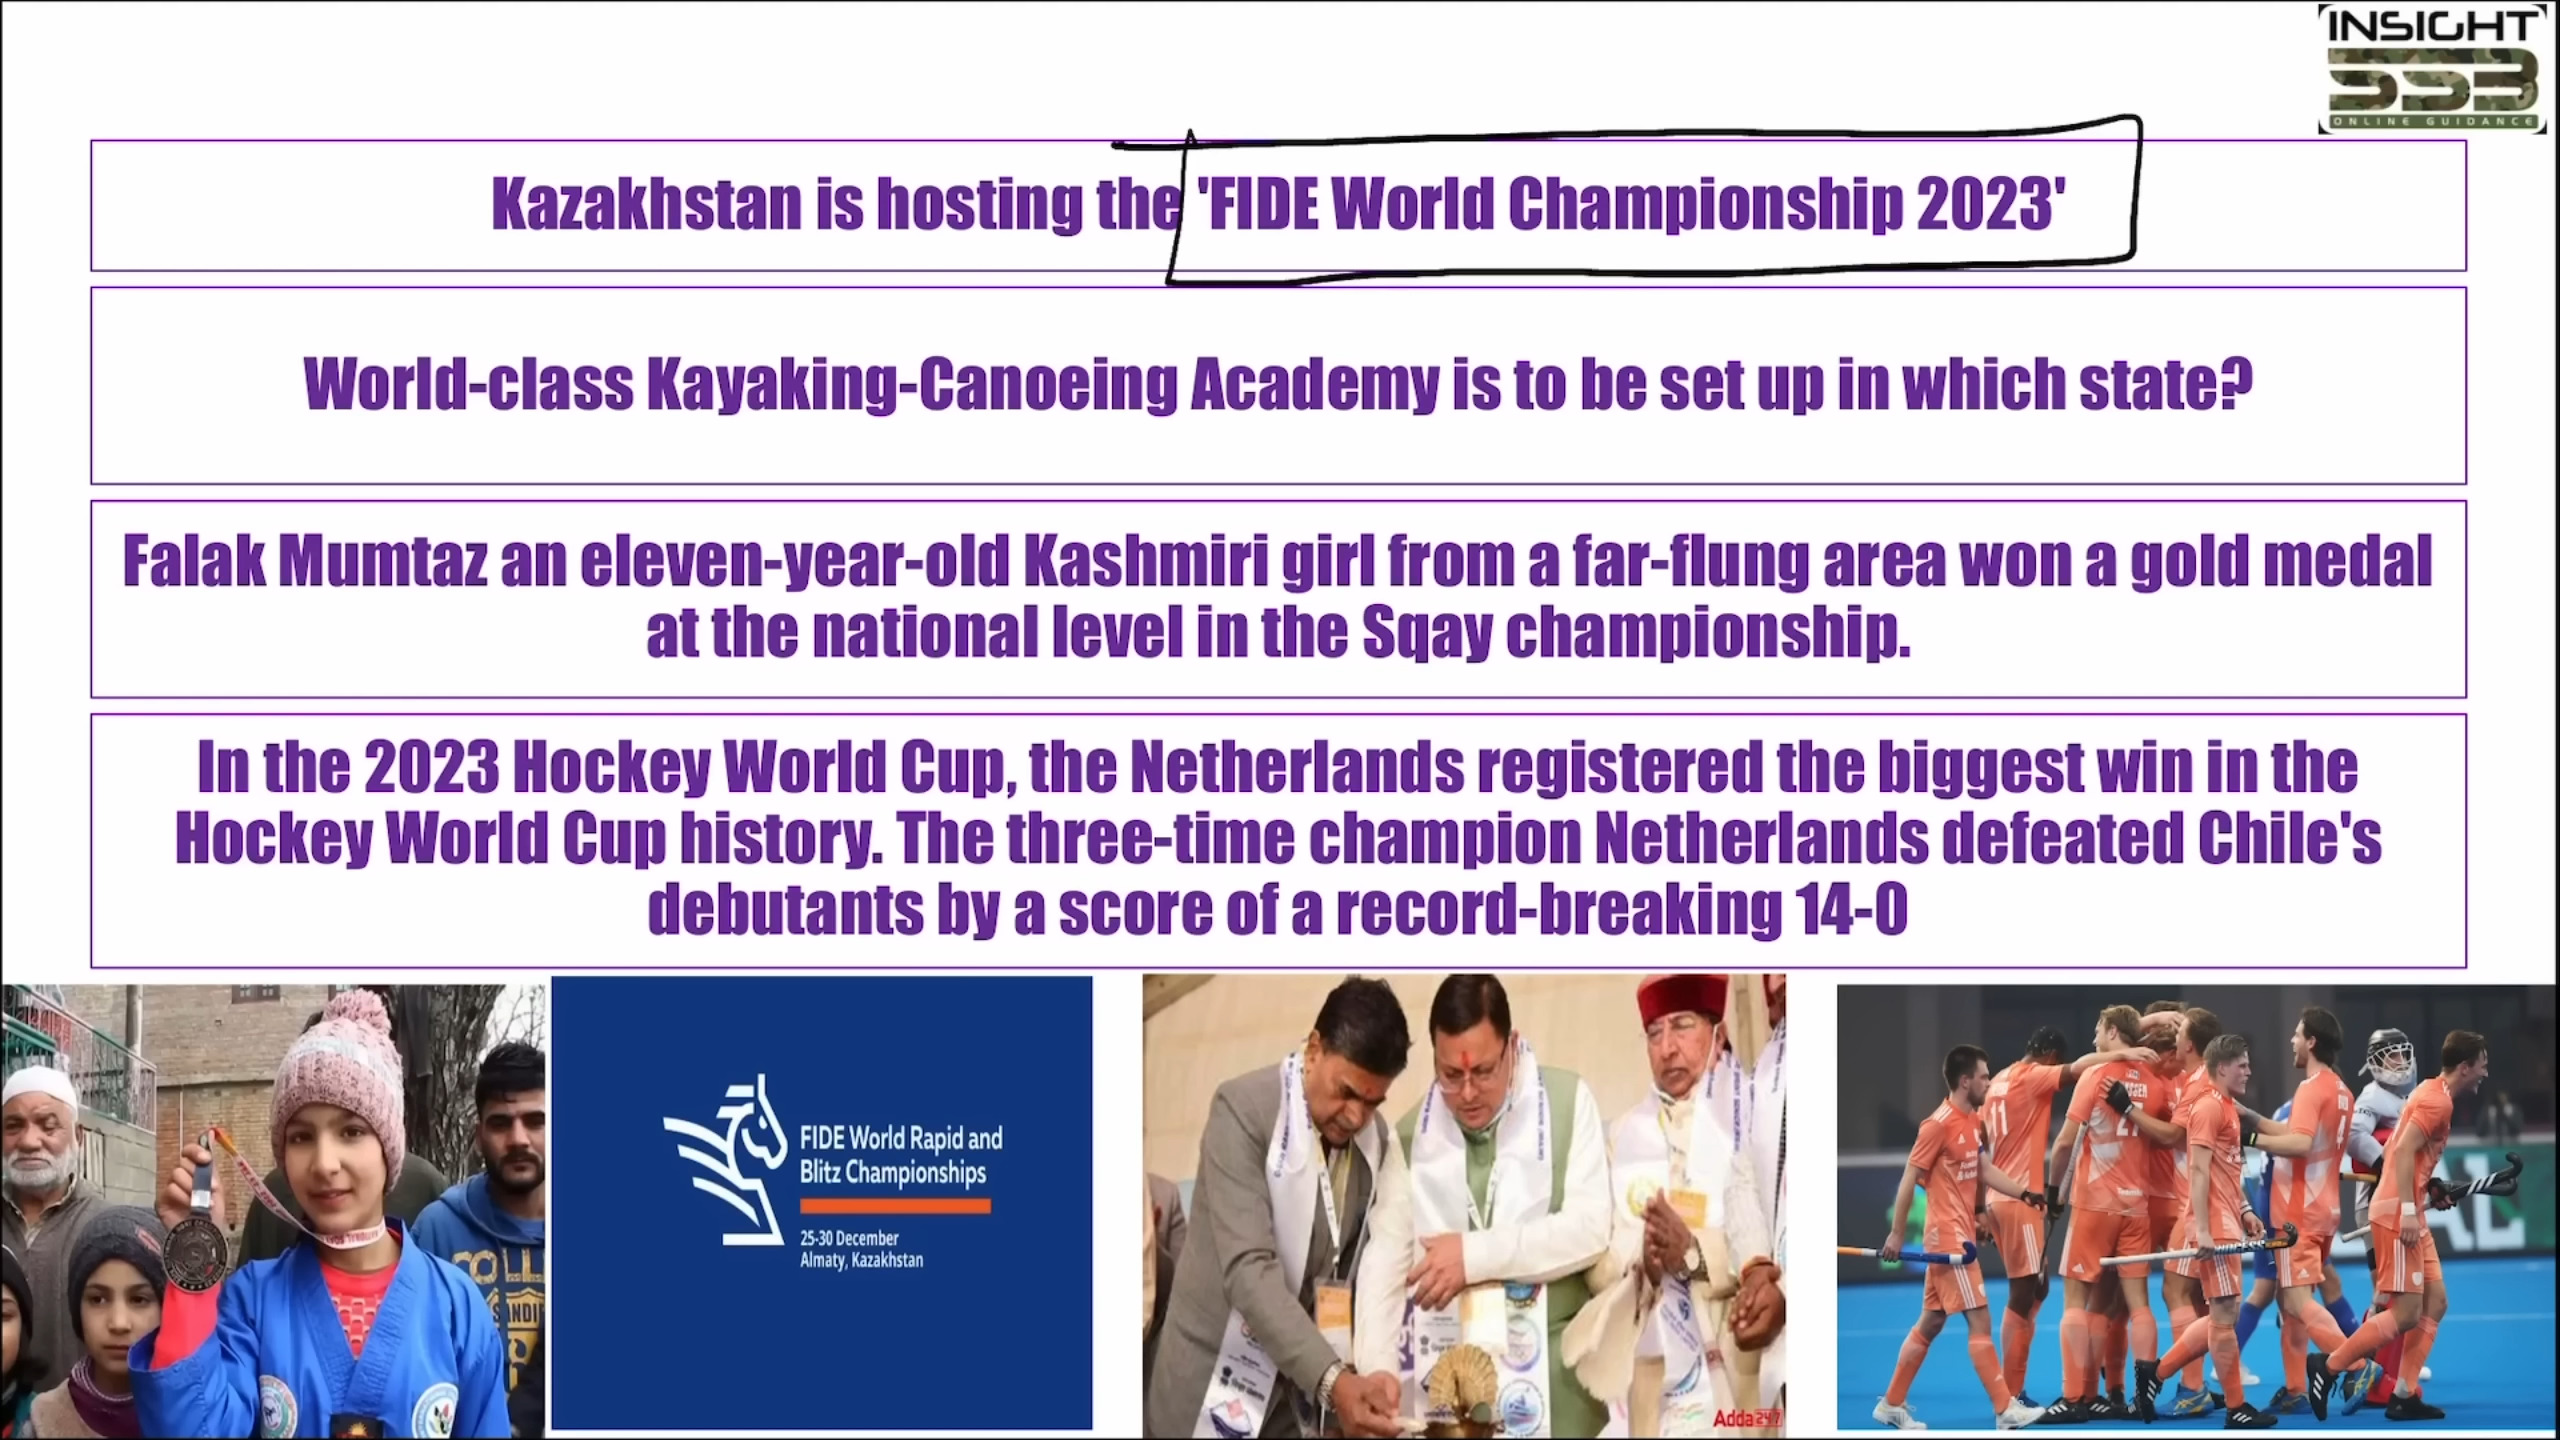 INSIGHT
SSB
ONLINE GUIDANCE
Kazakhstan is hosting the 'FIDE World Championship 2023'
World-class Kayaking-Canoeing Academy is to be set up in which state?
Falak Mumtaz an eleven-year-old Kashmiri girl from a far-flung area won a gold medal
at the national level in the Sqay championship.
In the 2023 Hockey World Cup, the Netherlands registered the biggest win in the
Hockey World Cup history. The three-time champion Netherlands defeated Chile's
debutants by a score of a record-breaking 14-0
FIDE World Rapid and
Blitz Championships
25-30 December
Almaty, Kazakhstan
Adda247
11